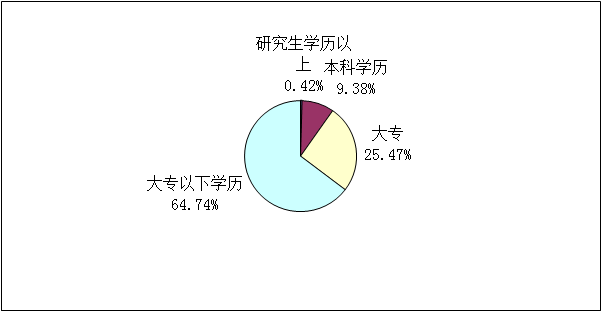 研究生学历以
上
0.42%
本科学历
9.38%
大专
25.47%
大专以下学历
64.74%